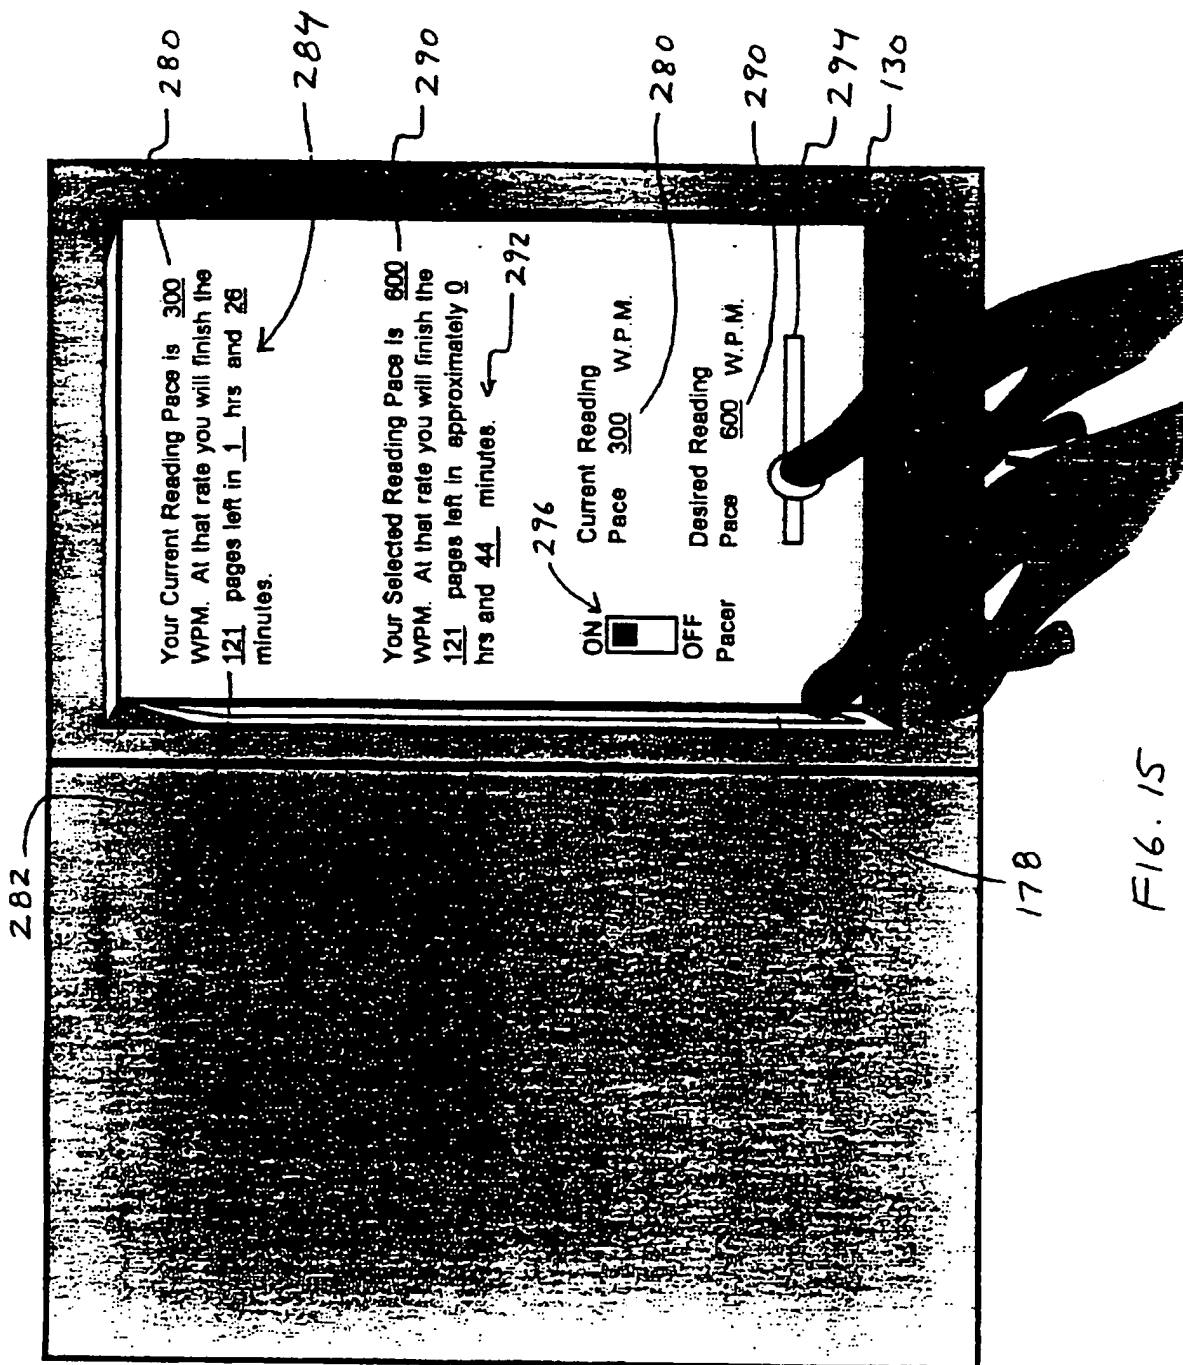 282
Your Current Reading Pace is 300
WPM. At that rate you will finish the
121 pages left in 1 hrs and 26
minutes.
280
284
Your Selected Reading Pace is 600
WPM. At that rate you will finish the
121 pages left in approximately 0
hrs and 44 minutes.
290
292
296
ON
OFF
Pacer
Current Reading
Pace 300 W.P.M.
280
Desired Reading
Pace 600 W.P.M.
290
294
130
178
FIG. 15